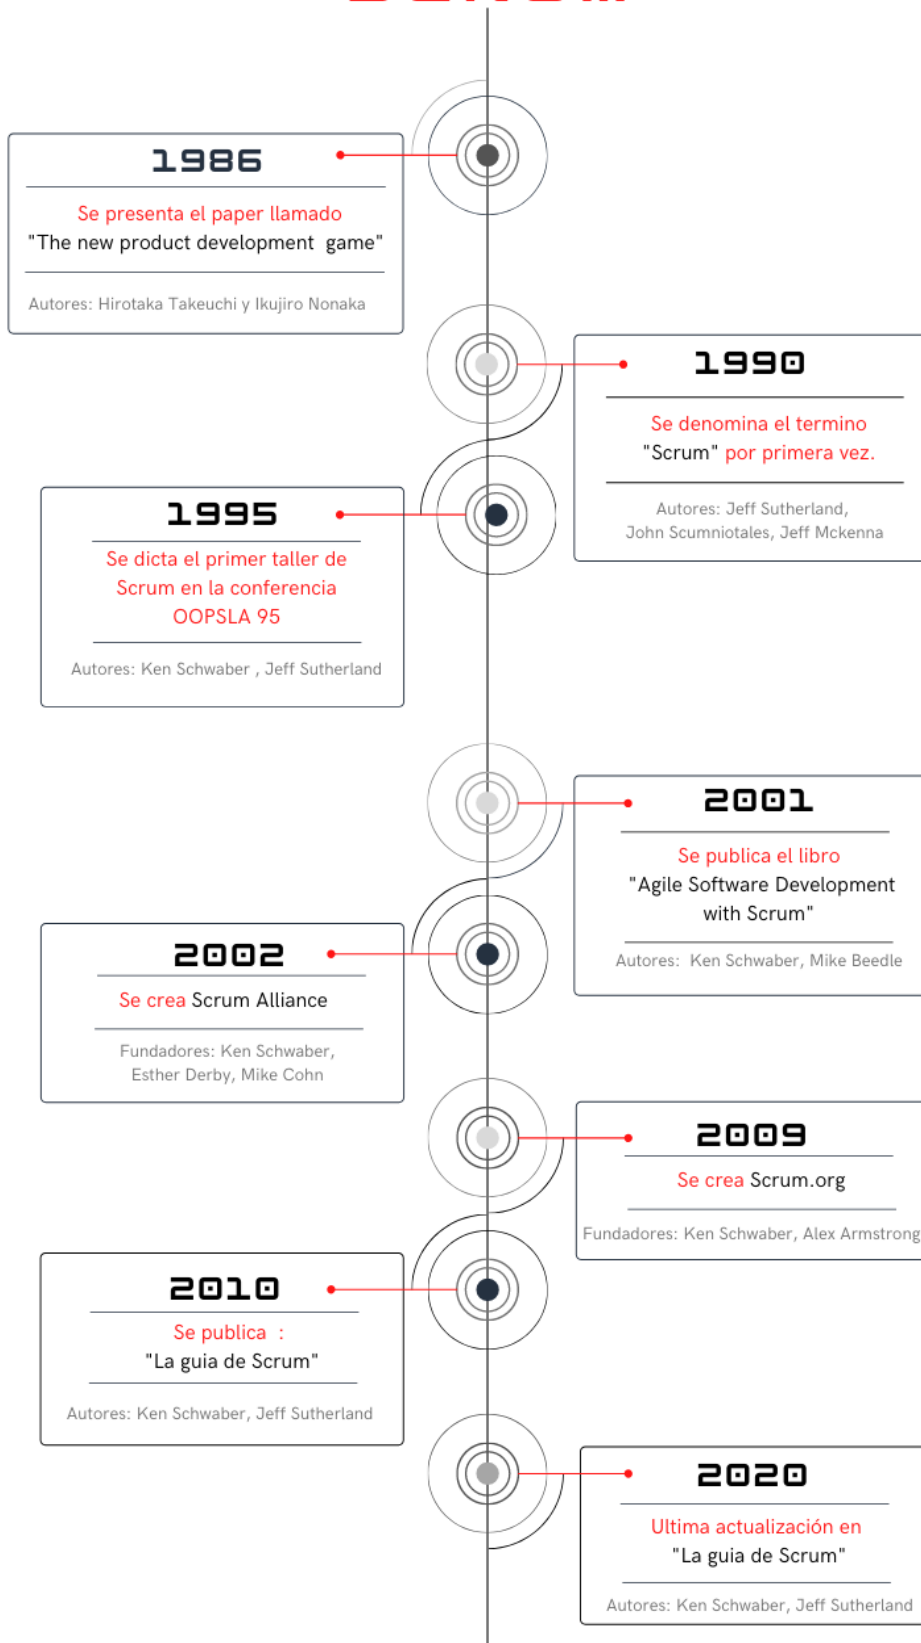 SCRUM
1986
Se presenta el paper llamado
"The new product development game"
Autores: Hirotaka Takeuchi y Ikujiro Nonaka
1990
Se denomina el termino
"Scrum" por primera vez.
Autores: Jeff Sutherland,
John Scumniotales, Jeff Mckenna
1995
Se dicta el primer taller de
Scrum en la conferencia
OOPSLA 95
Autores: Ken Schwaber , Jeff Sutherland
2001
Se publica el libro
"Agile Software Development
with Scrum"
Autores: Ken Schwaber, Mike Beedle
2002
Se crea Scrum Alliance
Fundadores: Ken Schwaber,
Esther Derby, Mike Cohn
2009
Se crea Scrum.org
Fundadores: Ken Schwaber, Alex Armstrong
2010
Se publica :
"La guia de Scrum"
Autores: Ken Schwaber, Jeff Sutherland
2020
Ultima actualización en
"La guia de Scrum"
Autores: Ken Schwaber, Jeff Sutherland